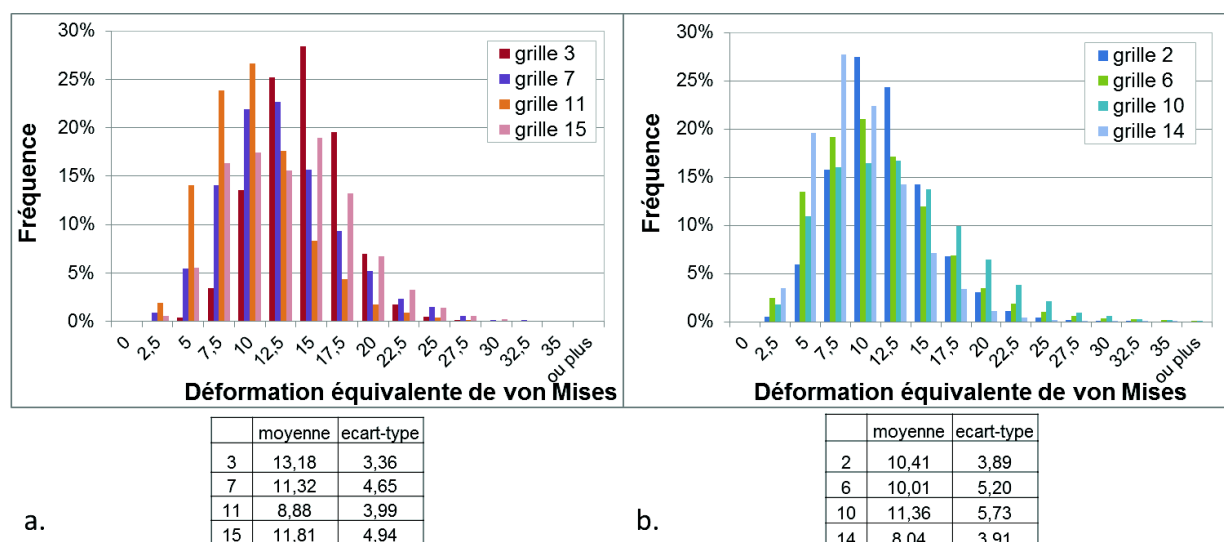 30%
25%
20%
15%
10%
5%
0%
Fréquence
grille 3
grille 7
grille 11
grille 15
0
2,5
5
7,5
10
12,5
15
17,5
20
22,5
25
27,5
30
32,5
35
ou plus
Déformation équivalente de von Mises
30%
25%
20%
15%
10%
5%
0%
Fréquence
grille 2
grille 6
grille 10
grille 14
0
2,5
5
7,5
10
12,5
15
17,5
20
22,5
25
27,5
30
32,5
35
ou plus
Déformation équivalente de von Mises
a.
moyenne ecart-type
3 13,18 3,36
7 11,32 4,65
11 8,88 3,99
15 11,81 4,94
b.
moyenne ecart-type
2 10,41 3,89
6 10,01 5,20
10 11,36 5,73
14 8,04 3,91